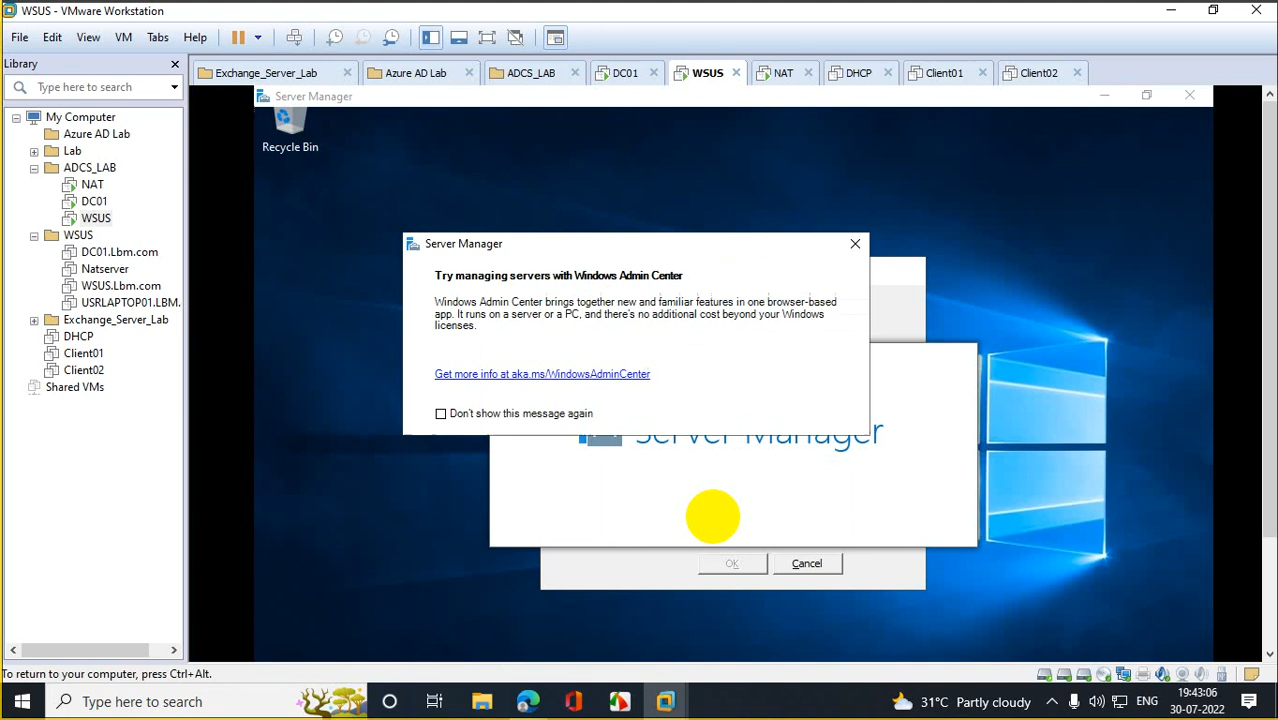 WSUS - VMware Workstation
File Edit View VM Tabs Help
Library
Type here to search
My Computer
Azure AD Lab
Lab
ADCS_LAB
NAT
DC01
WSUS
WSUS
DC01.Lbm.com
Natserver
WSUS.Lbm.com
USRLAPTOP01.LBM.
Exchange_Server_Lab
DHCP
Client01
Client02
Shared VMs
Exchange_Server_Lab Azure AD Lab ADCS_LAB DC01 WSUS NAT DHCP Client01 Client02
Server Manager
Recycle Bin
Server Manager
Try managing servers with Windows Admin Center
Windows Admin Center brings together new and familiar features in one browser-based
app. It runs on a server or a PC, and there's no additional cost beyond your Windows
licenses.
Get more info at aka.ms/WindowsAdminCenter
Don't show this message again
Server Manager
OK Cancel
To return to your computer, press Ctrl+Alt.
Type here to search
31°C Partly cloudy
ENG
19:43:06
30-07-2022